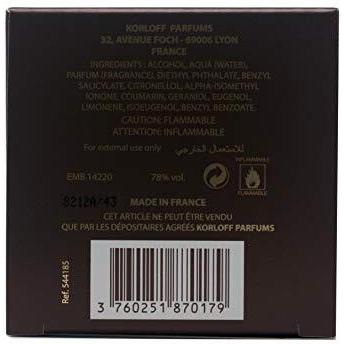 KORLOFF PARFUMS
32, AVENUE FOCH - 69006 LYON
FRANCE
INGREDIENTS : ALCOHOL, AQUA (WATER),
PARFUM (FRAGRANCE), DIETHYL PHTHALATE, BENZYL
SALICYLATE, CITRONELLOL, ALPHA-ISOMETHYL
IONONE, COUMARIN, GERANIOL, EUGENOL,
LIMONENE, ISOEUGENOL, BENZYL BENZOATE.
CAUTION: FLAMMABLE
ATTENTION: INFLAMMABLE
For external use only للاستعمال الخارجي
EMB 14220 78% vol.
INFLAMMABLE
FLAMMABLE
8212A/43 MADE IN FRANCE
CET ARTICLE NE PEUT ÊTRE VENDU
QUE PAR LES DÉPOSITAIRES AGRÉÉS KORLOFF PARFUMS
Ref. 544185
3 760251 870179